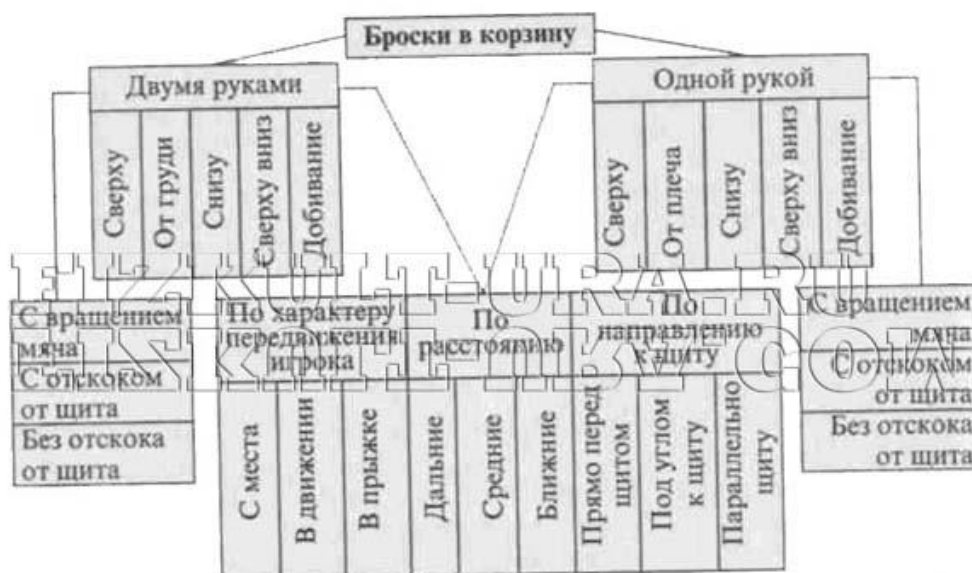 Броски в корзину
Двумя руками
Сверху
От груди
Снизу
Сверху вниз
Добивание
Одной рукой
Сверху
От плеча
Снизу
Сверху вниз
Добивание
С вращением
мяча
С отскоком
от щита
Без отскока
от щита
По характеру
передвижения
игрока
По
расстоянию
По
направлению
к щиту
С места
В движении
В прыжке
Дальние
Средние
Ближние
Прямо перед
щитом
Под углом
к щиту
Параллельно
щиту
С вращением
мяча
С отскоком
от щита
Без отскока
от щита